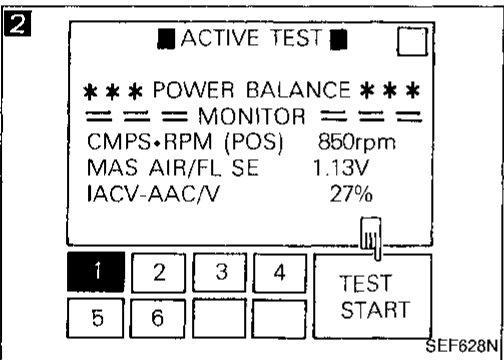 2
■ ACTIVE TEST ■
* * * POWER BALANCE * * *
= = = MONITOR = = =
CMPS•RPM (POS) 850rpm
MAS AIR/FL SE 1.13V
IACV-AAC/V 27%
1 2 3 4
TEST START
5 6
SEF628N